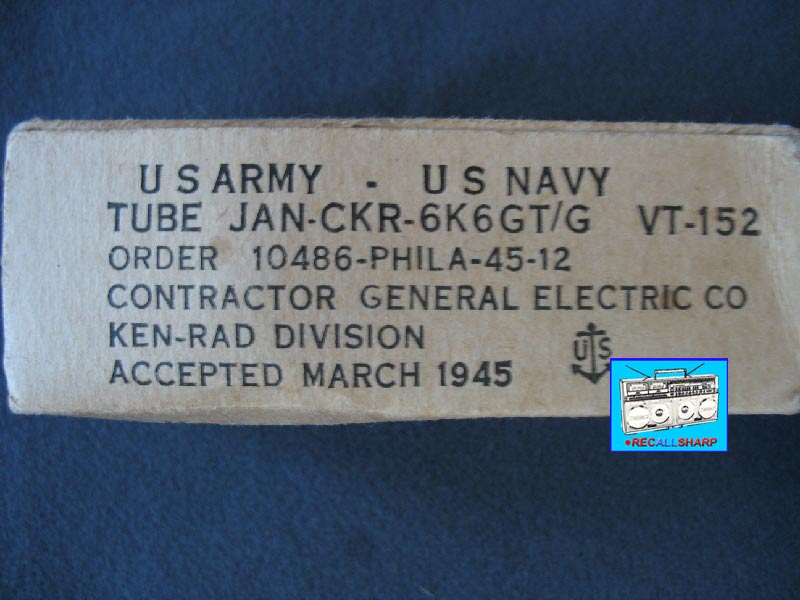 U S ARMY - U S NAVY
TUBE JAN-CKR-6K6GT/G VT-152
ORDER 10486-PHILA-45-12
CONTRACTOR GENERAL ELECTRIC CO
KEN-RAD DIVISION
ACCEPTED MARCH 1945
U S
•RECALLSHARP